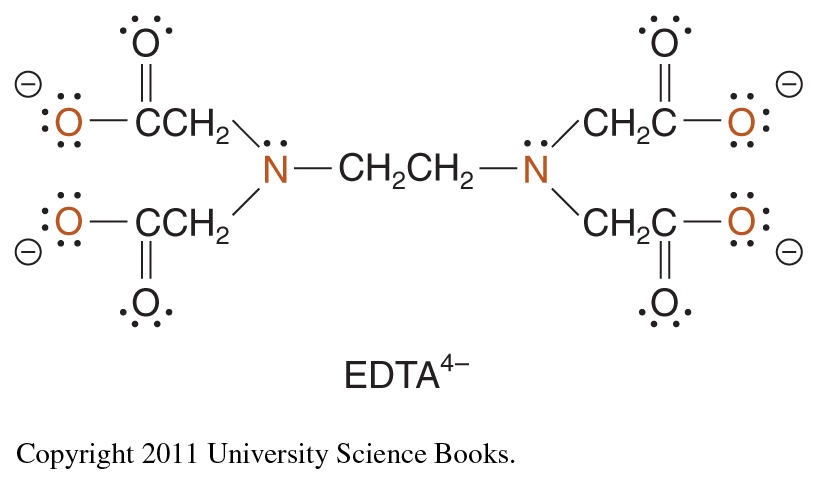 O O
⊖ O CCH₂ CH₂C O ⊖
N CH₂CH₂ N
O CCH₂ CH₂C O
⊖ O O ⊖
EDTA⁴⁻
Copyright 2011 University Science Books.